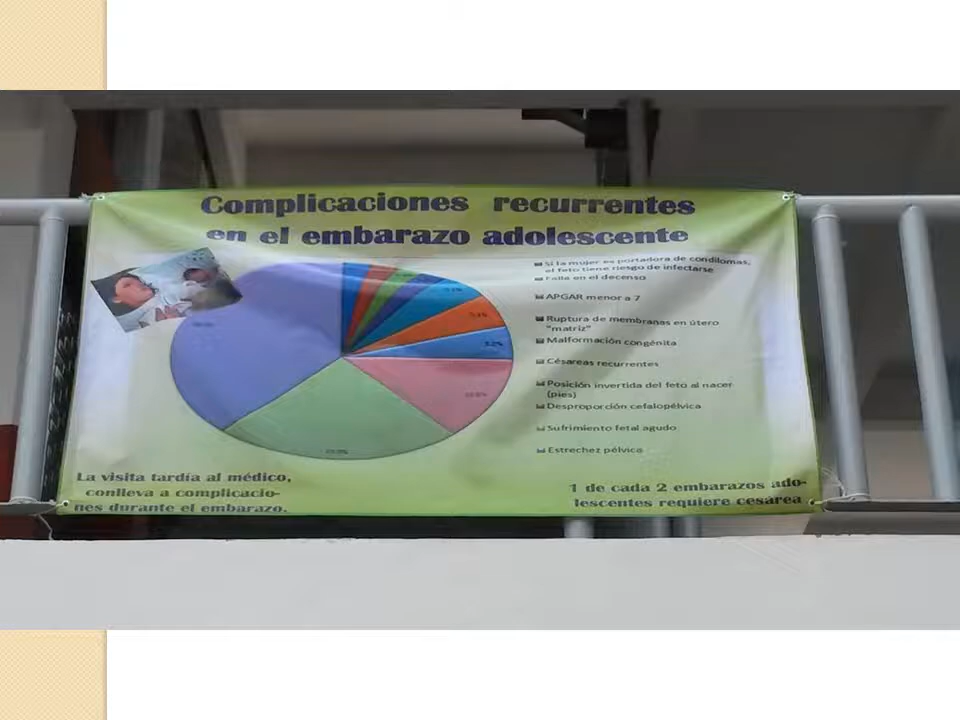 Complicaciones recurrentes
en el embarazo adolescente
Si la mujer es portadora de condilomas,
el feto tiene riesgo de infectarse
Falla en el decenso
APGAR menor a 7
Ruptura de membranas en útero
"matriz"
Malformación congénita
Césareas recurrentes
Posición invertida del feto al nacer
(pies)
Desproporción cefalopélvica
Sufrimiento fetal agudo
Estrechez pélvica
La visita tardía al médico,
conlleva a complicacio-
nes durante el embarazo.
1 de cada 2 embarazos ado-
lescentes requiere cesárea